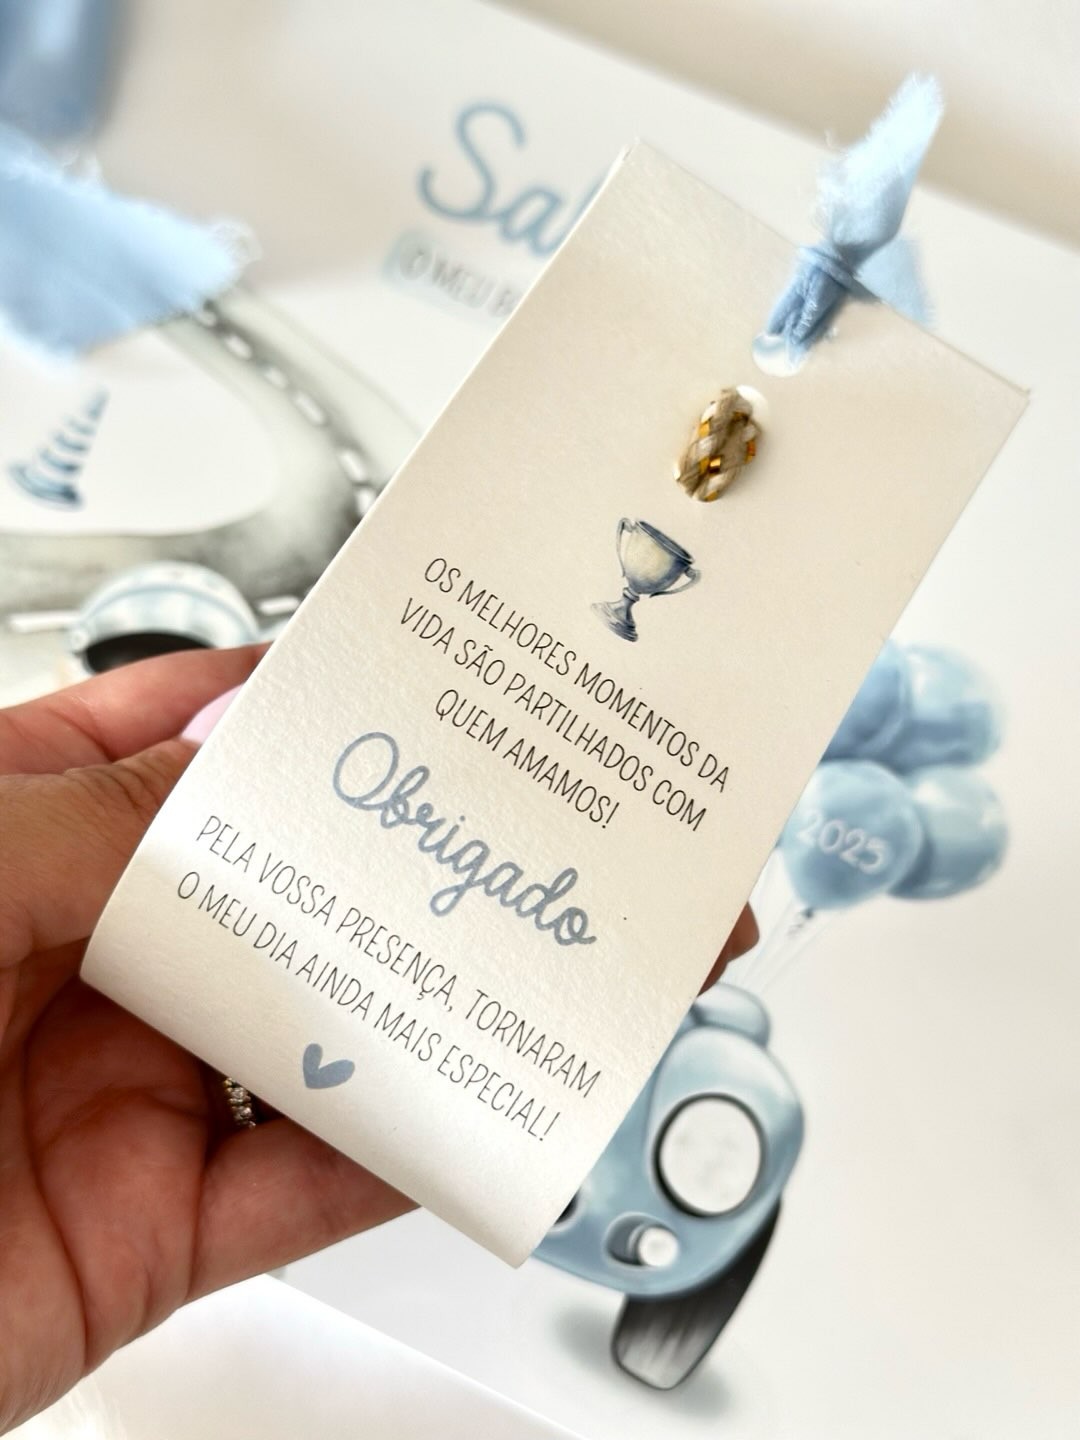 O MEU
OS MELHORES MOMENTOS DA
VIDA SÃO PARTILHADOS COM
QUEM AMAMOS!
Obrigado
PELA VOSSA PRESENÇA, TORNARAM
O MEU DIA AINDA MAIS ESPECIAL!
2025